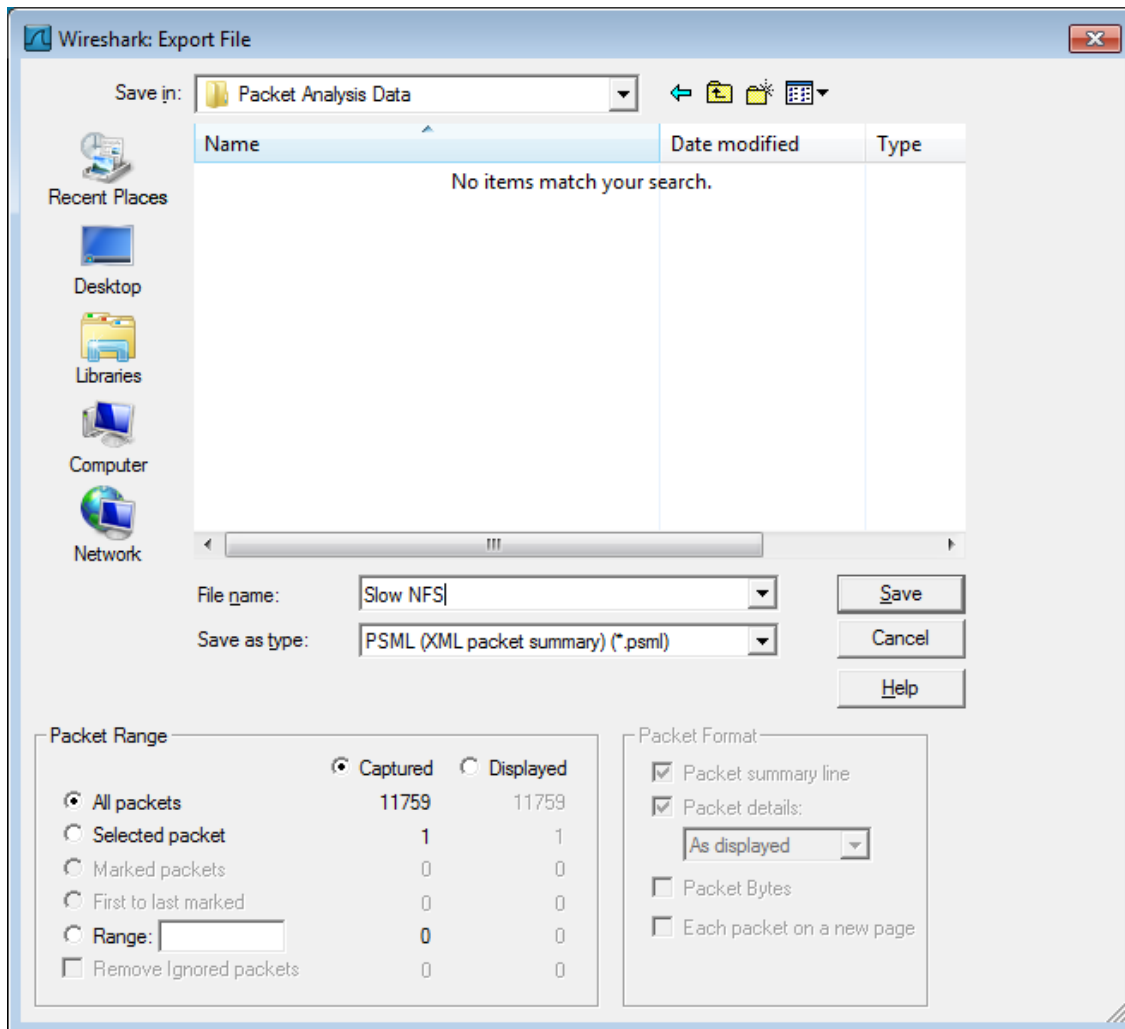 Wireshark: Export File
Save in: Packet Analysis Data
Name Date modified Type
No items match your search.
Recent Places
Desktop
Libraries
Computer
Network
File name: Slow NFS Save
Save as type: PSML (XML packet summary) (*.psml) Cancel
Help
Packet Range Packet Format
Captured Displayed Packet summary line
All packets 11759 11759 Packet details:
Selected packet 1 1 As displayed
Marked packets 0 0 Packet Bytes
First to last marked 0 0 Each packet on a new page
Range: 0 0
Remove Ignored packets 0 0